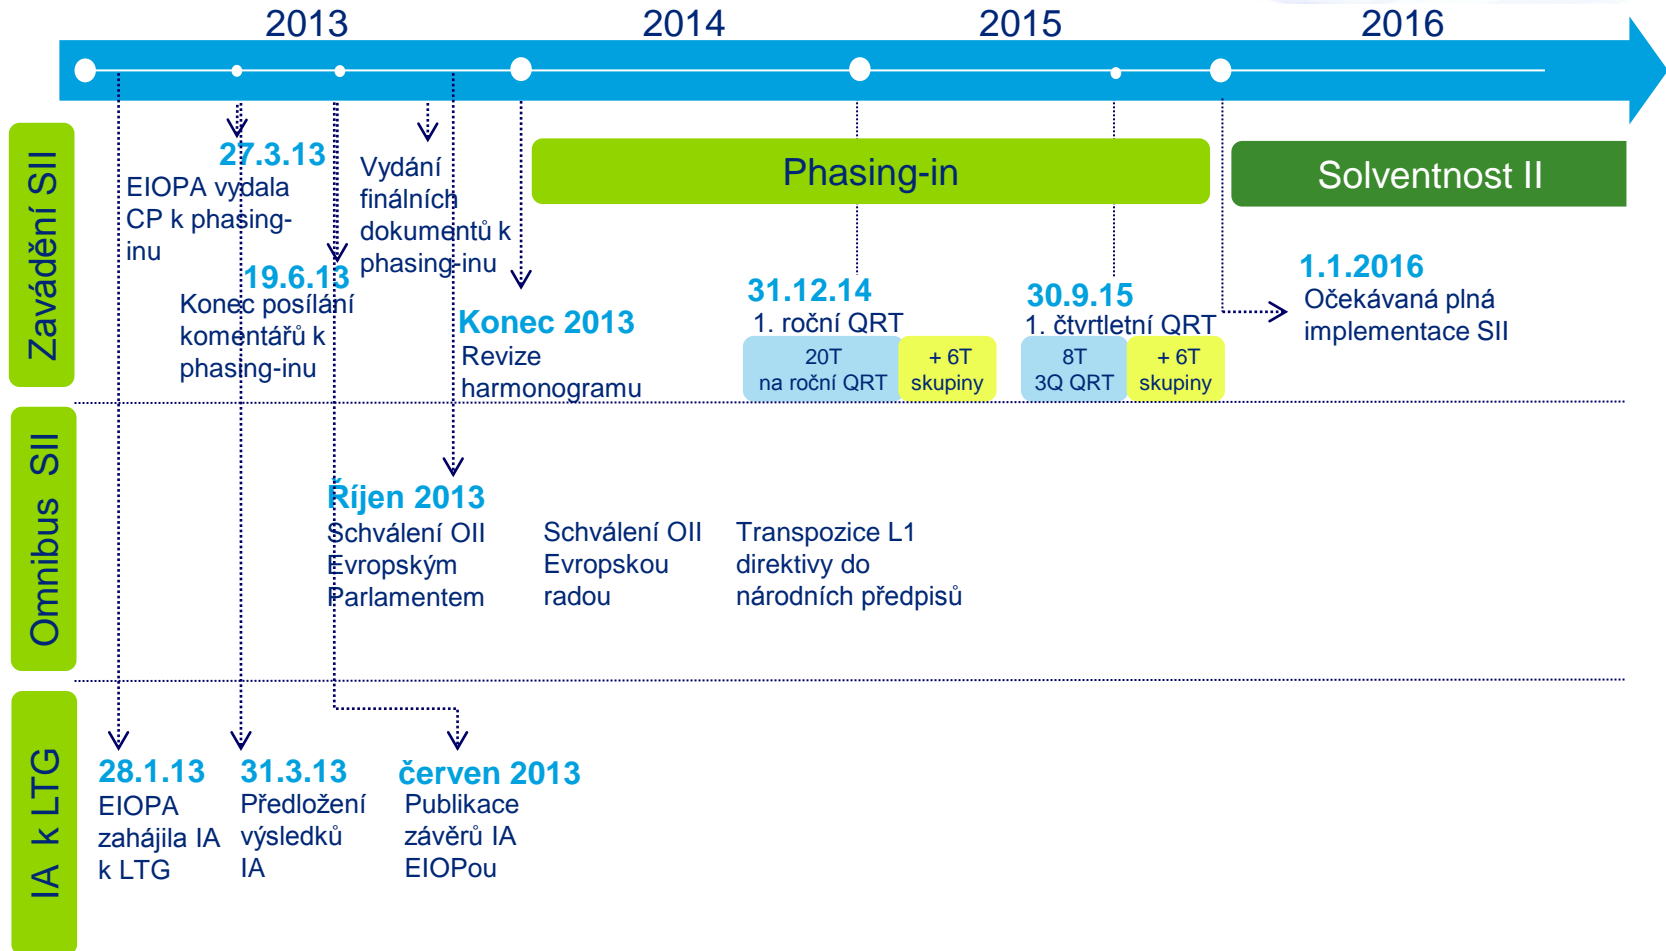 2013
2014
2015
2016
Zavádění SII
27.3.13
EIOPA vydala
CP k phasing-
inu
19.6.13
Konec posílání
komentářů k
phasing-inu
Vydání
finálních
dokumentů k
phasing-inu
Konec 2013
Revize
harmonogramu
Phasing-in
Solventnost II
31.12.14
1. roční QRT
20T
na roční QRT
+ 6T
skupiny
30.9.15
1. čtvrtletní QRT
8T
3Q QRT
+ 6T
skupiny
1.1.2016
Očekávaná plná
implementace SII
Omnibus SII
Říjen 2013
Schválení OII
Evropským
Parlamentem
Schválení OII
Evropskou
radou
Transpozice L1
direktivy do
národních předpisů
IA k LTG
28.1.13
EIOPA
zahájila IA
k LTG
31.3.13
Předložení
výsledků
IA
červen 2013
Publikace
závěrů IA
EIOPou